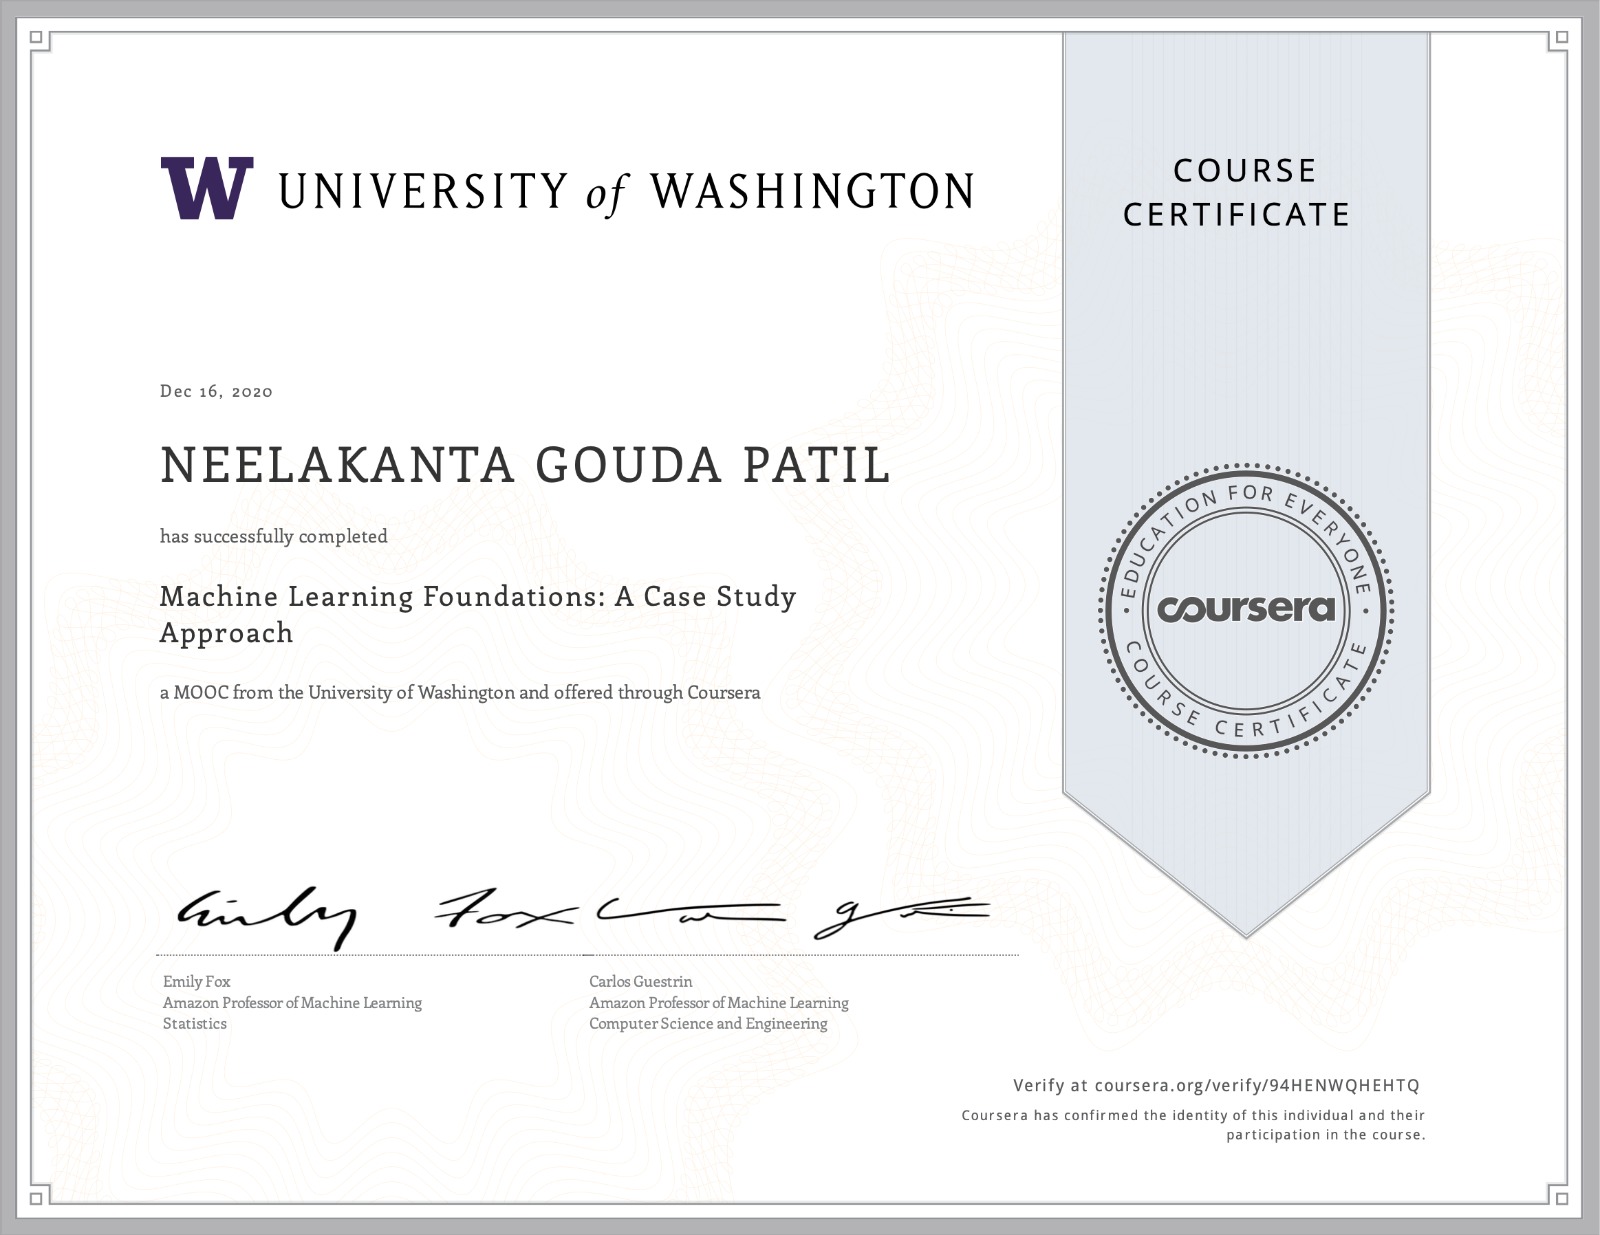 W UNIVERSITY of WASHINGTON
COURSE
CERTIFICATE
Dec 16, 2020
NEELAKANTA GOUDA PATIL
has successfully completed
Machine Learning Foundations: A Case Study
Approach
a MOOC from the University of Washington and offered through Coursera
EDUCATION FOR EVERYONE
coursera
COURSE CERTIFICATE
Emily Fox
Carlos Guestrin
Emily Fox
Amazon Professor of Machine Learning
Statistics
Carlos Guestrin
Amazon Professor of Machine Learning
Computer Science and Engineering
Verify at coursera.org/verify/94HENWQHEHTQ
Coursera has confirmed the identity of this individual and their
participation in the course.